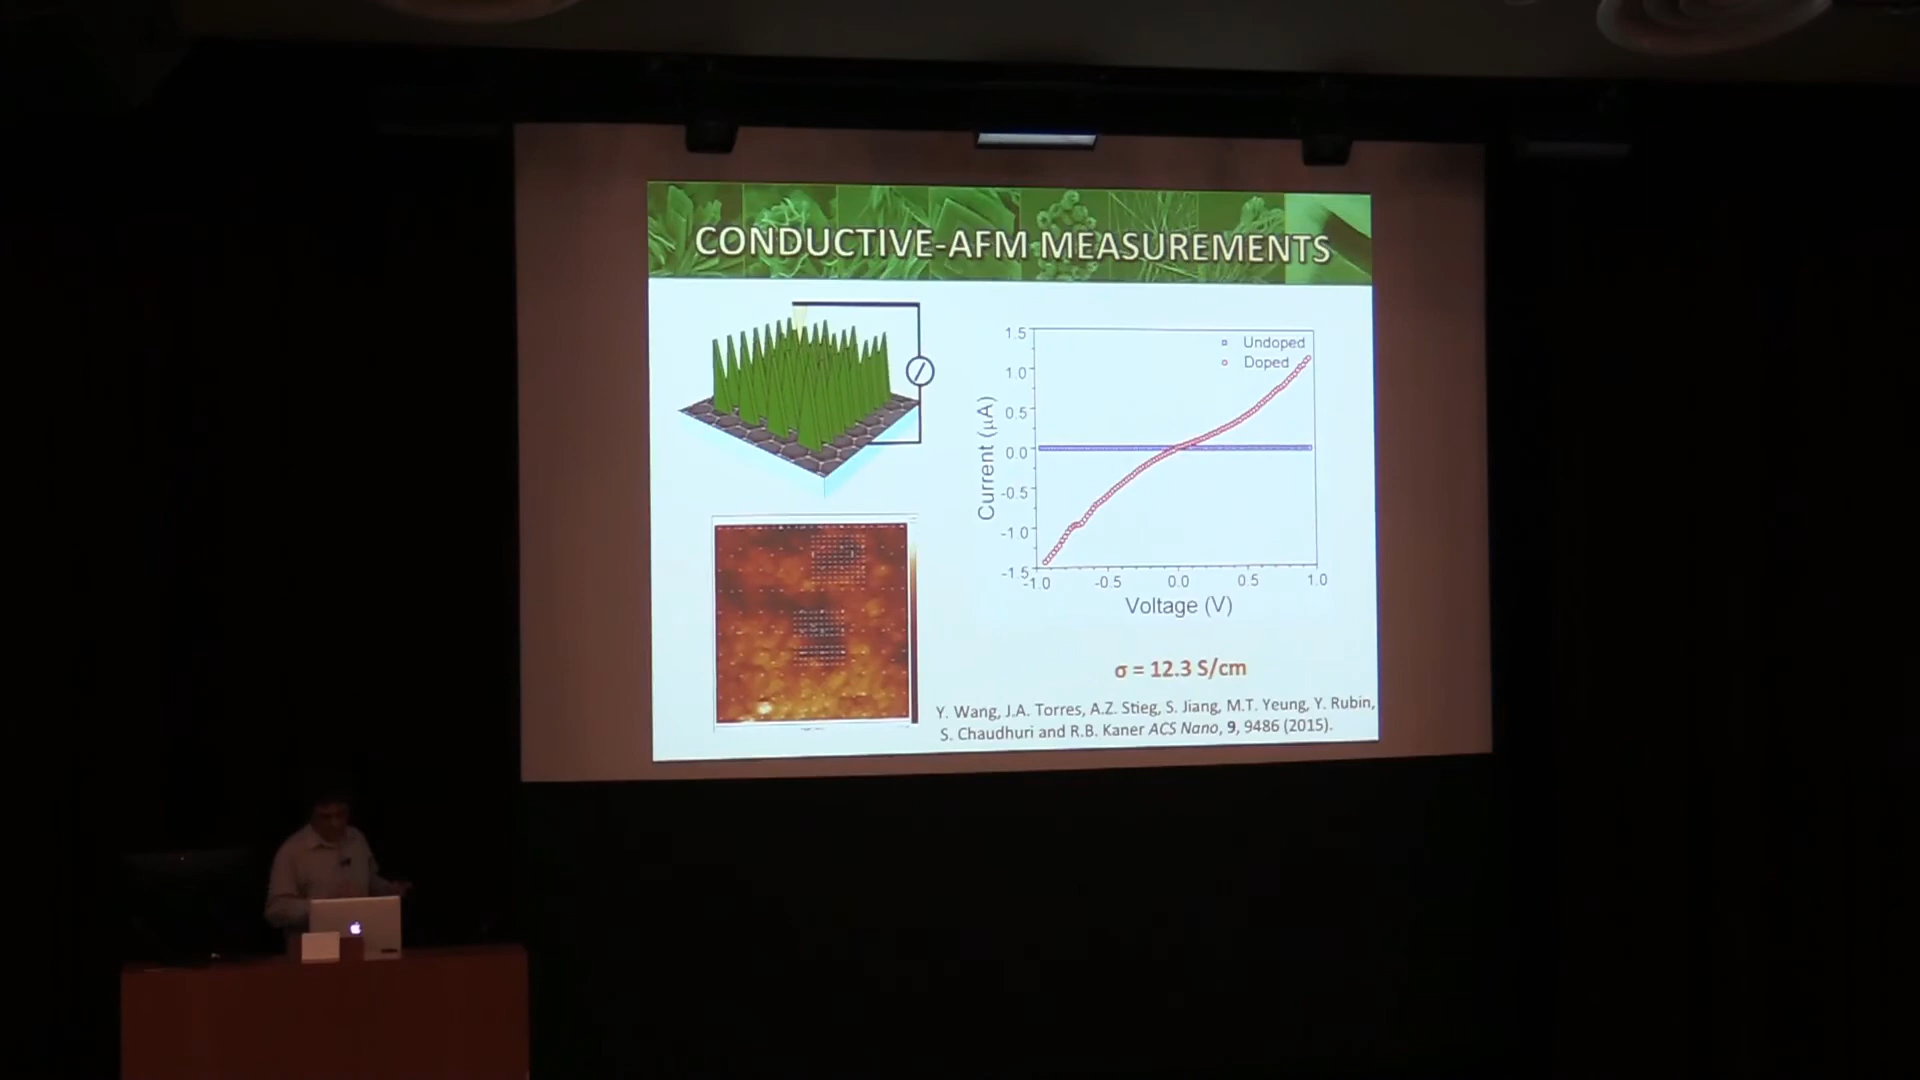 CONDUCTIVE-AFM MEASUREMENTS
1.5
1.0
0.5
0.0
-0.5
-1.0
-1.5
Current (µA)
Undoped
Doped
-1.0 -0.5 0.0 0.5 1.0
Voltage (V)
σ = 12.3 S/cm
Y. Wang, J.A. Torres, A.Z. Stieg, S. Jiang, M.T. Yeung, Y. Rubin,
S. Chaudhuri and R.B. Kaner ACS Nano, 9, 9486 (2015).